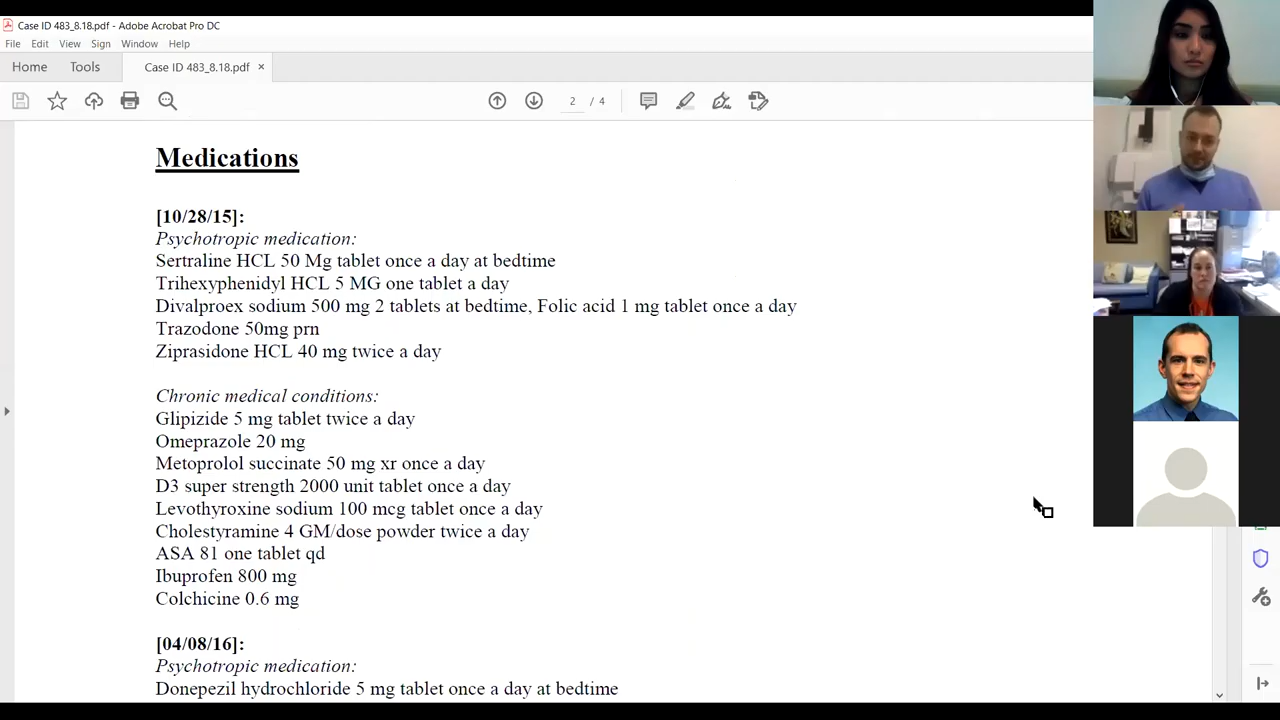 Case ID 483_8.18.pdf - Adobe Acrobat Pro DC
File Edit View Sign Window Help
Home Tools Case ID 483_8.18.pdf ×
2 / 4
Medications
[10/28/15]:
Psychotropic medication:
Sertraline HCL 50 Mg tablet once a day at bedtime
Trihexyphenidyl HCL 5 MG one tablet a day
Divalproex sodium 500 mg 2 tablets at bedtime, Folic acid 1 mg tablet once a day
Trazodone 50mg prn
Ziprasidone HCL 40 mg twice a day
Chronic medical conditions:
Glipizide 5 mg tablet twice a day
Omeprazole 20 mg
Metoprolol succinate 50 mg xr once a day
D3 super strength 2000 unit tablet once a day
Levothyroxine sodium 100 mcg tablet once a day
Cholestyramine 4 GM/dose powder twice a day
ASA 81 one tablet qd
Ibuprofen 800 mg
Colchicine 0.6 mg
[04/08/16]:
Psychotropic medication:
Donepezil hydrochloride 5 mg tablet once a day at bedtime